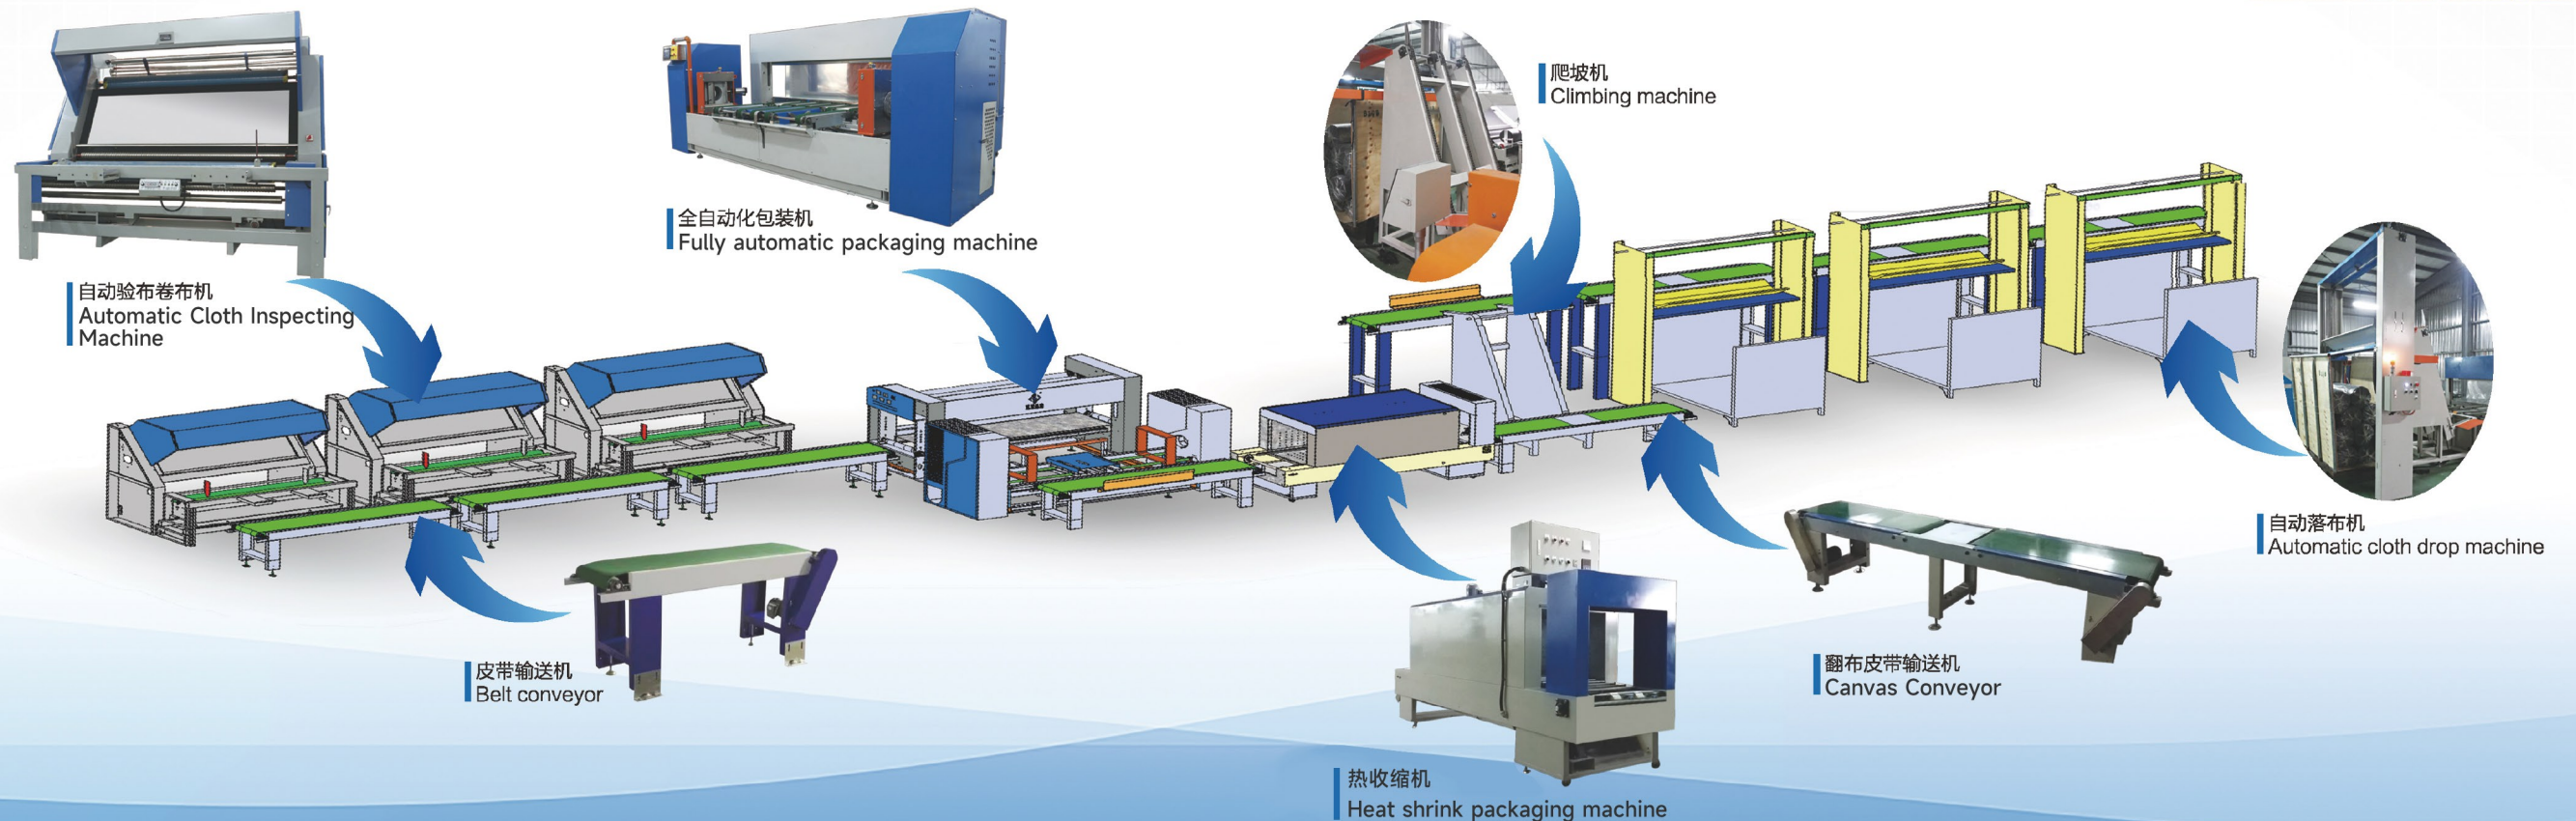 自动验布卷布机
Automatic Cloth Inspecting
Machine
全自动化包装机
Fully automatic packaging machine
爬坡机
Climbing machine
自动落布机
Automatic cloth drop machine
皮带输送机
Belt conveyor
热收缩机
Heat shrink packaging machine
翻布皮带输送机
Canvas Conveyor